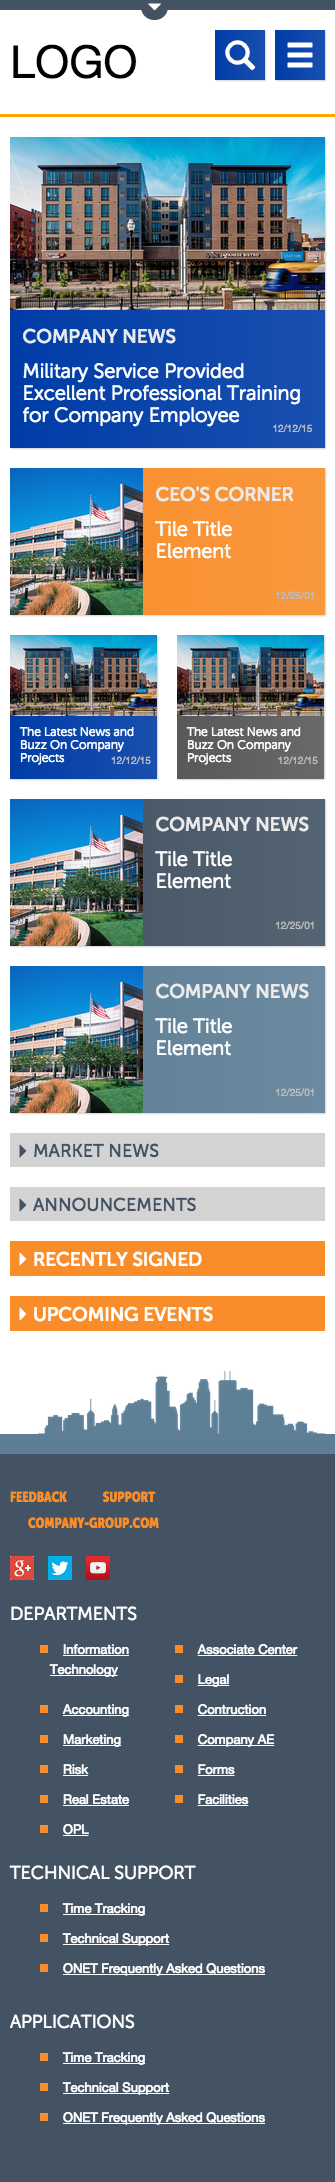 LOGO
COMPANY NEWS
Military Service Provided
Excellent Professional Training
for Company Employee
12/12/15
CEO'S CORNER
Tile Title
Element
12/25/01
The Latest News and
Buzz On Company
Projects
12/12/15
The Latest News and
Buzz On Company
Projects
12/12/15
COMPANY NEWS
Tile Title
Element
12/25/01
COMPANY NEWS
Tile Title
Element
12/25/01
MARKET NEWS
ANNOUNCEMENTS
RECENTLY SIGNED
UPCOMING EVENTS
FEEDBACK SUPPORT
COMPANY-GROUP.COM
g+
DEPARTMENTS
Information
Technology
Accounting
Marketing
Risk
Real Estate
OPL
Associate Center
Legal
Contruction
Company AE
Forms
Facilities
TECHNICAL SUPPORT
Time Tracking
Technical Support
ONET Frequently Asked Questions
APPLICATIONS
Time Tracking
Technical Support
ONET Frequently Asked Questions